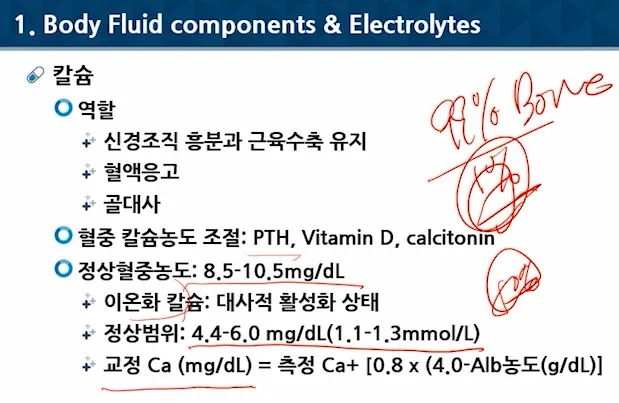 1. Body Fluid components & Electrolytes
칼슘
역할
신경조직 흥분과 근육수축 유지
혈액응고
골대사
혈중 칼슘농도 조절: PTH, Vitamin D, calcitonin
정상혈중농도: 8.5-10.5mg/dL
이온화 칼슘: 대사적 활성화 상태
정상범위: 4.4-6.0 mg/dL(1.1-1.3mmol/L)
교정 Ca (mg/dL) = 측정 Ca+ [0.8 x (4.0-Alb농도(g/dL)]
99% Bone
1%